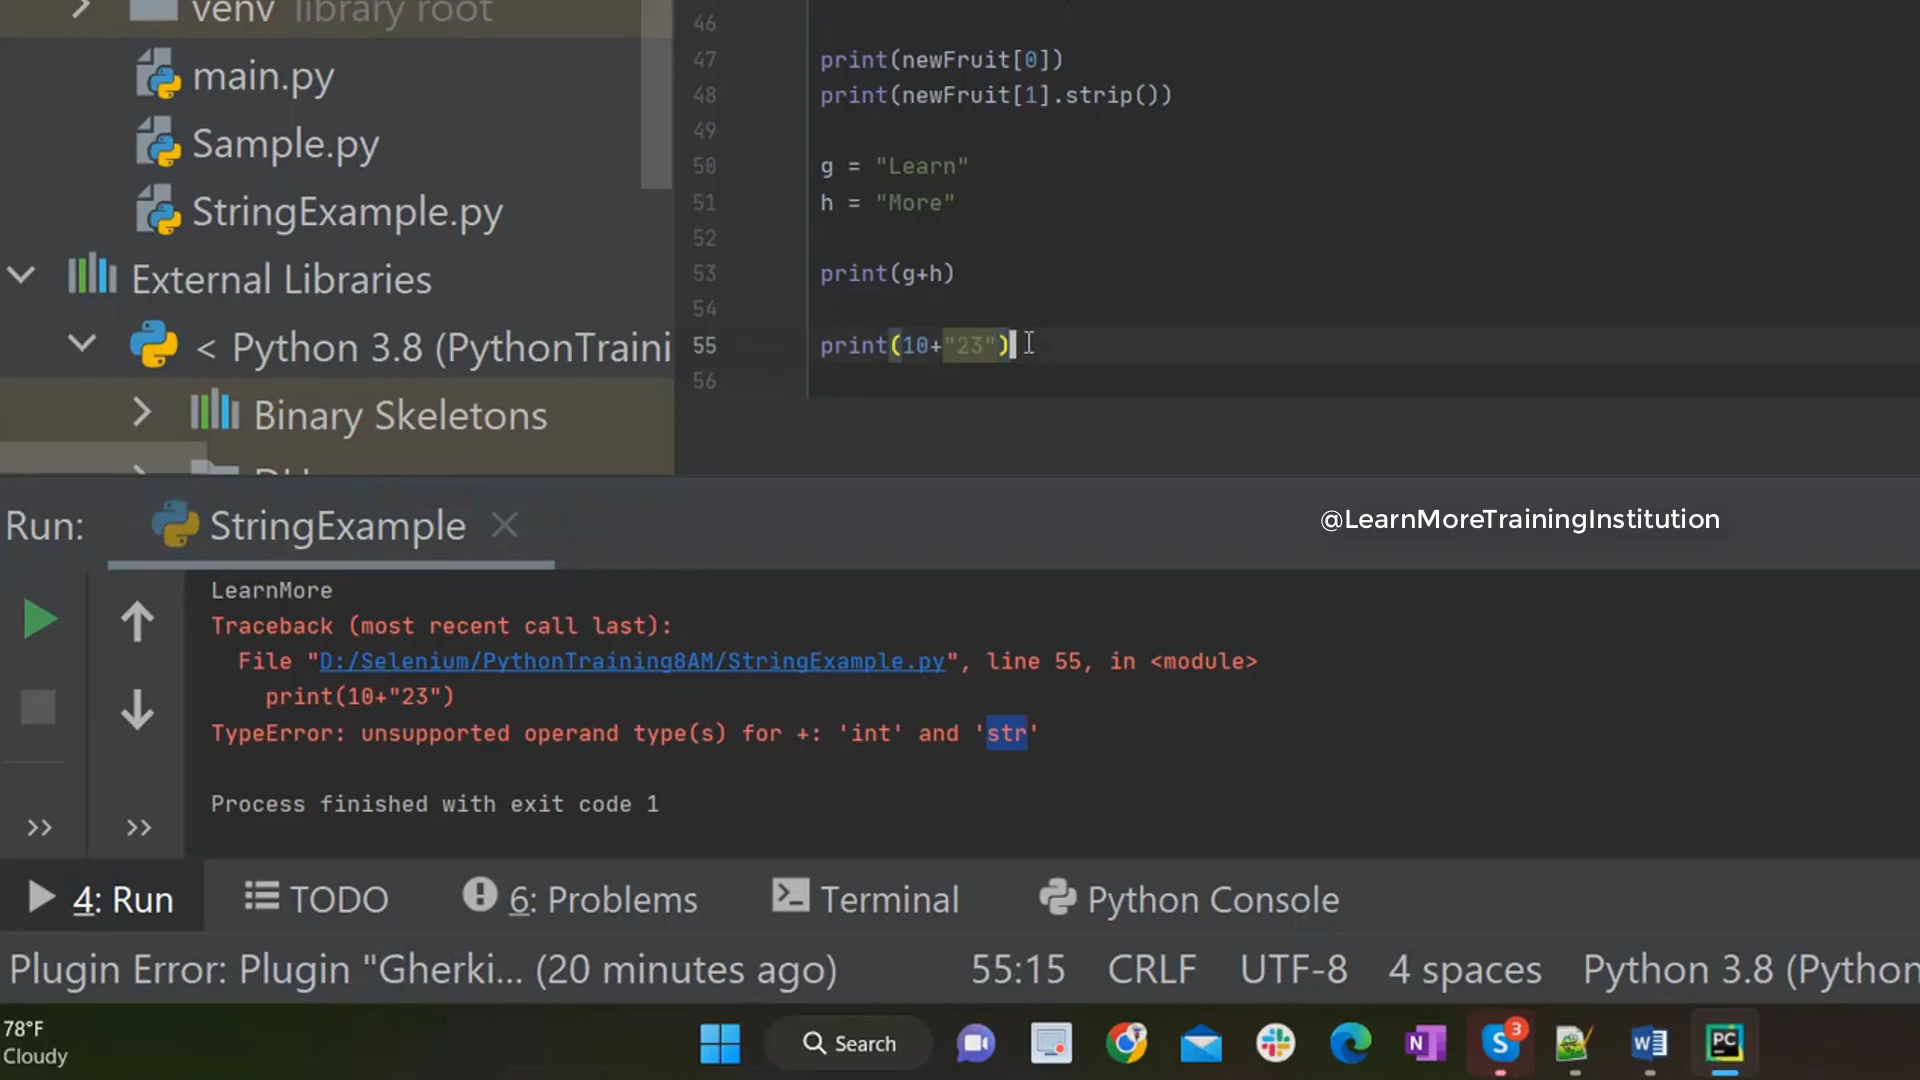 venv library root
main.py
Sample.py
StringExample.py
External Libraries
< Python 3.8 (PythonTraini
Binary Skeletons
46
47 print(newFruit[0])
48 print(newFruit[1].strip())
49
50 g = "Learn"
51 h = "More"
52
53 print(g+h)
54
55 print(10+"23")
56
Run: StringExample
@LearnMoreTrainingInstitution
LearnMore
Traceback (most recent call last):
File "D:/Selenium/PythonTraining8AM/StringExample.py", line 55, in <module>
print(10+"23")
TypeError: unsupported operand type(s) for +: 'int' and 'str'
Process finished with exit code 1
4: Run TODO 6: Problems Terminal Python Console
Plugin Error: Plugin "Gherki... (20 minutes ago) 55:15 CRLF UTF-8 4 spaces Python 3.8 (Python
78°F
Cloudy
Search
N
S
3
W
PC